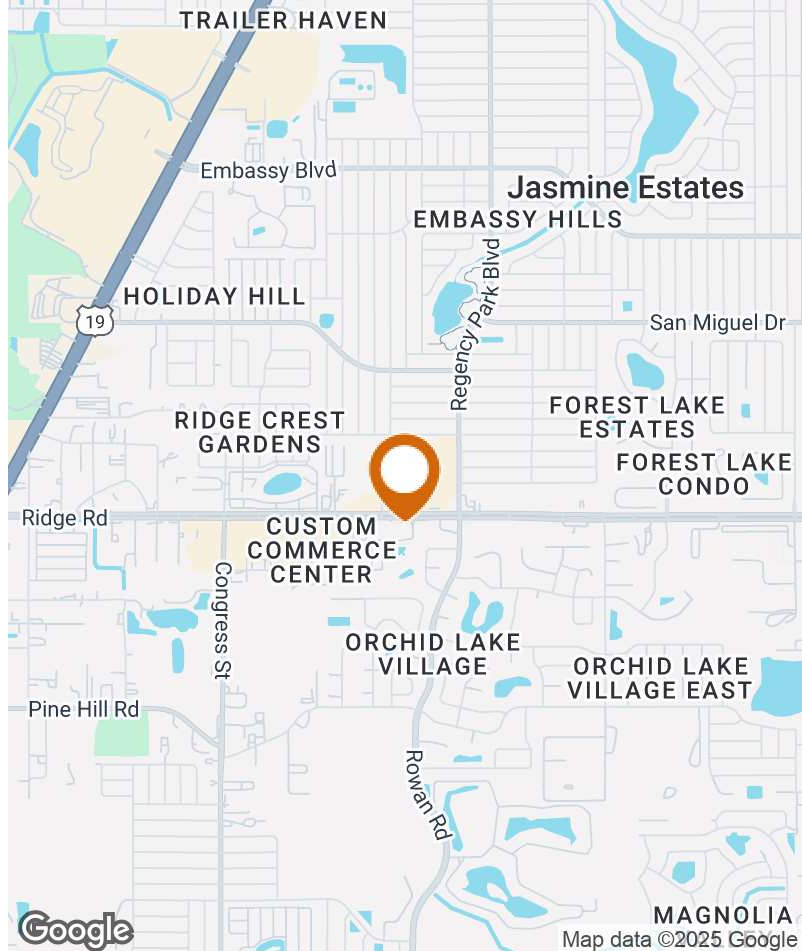 TRAILER HAVEN
Embassy Blvd
Jasmine Estates
EMBASSY HILLS
HOLIDAY HILL
19
Regency Park Blvd
San Miguel Dr
RIDGE CREST
GARDENS
FOREST LAKE
ESTATES
FOREST LAKE
CONDO
Ridge Rd
CUSTOM
COMMERCE
CENTER
Congress St
ORCHID LAKE
VILLAGE
ORCHID LAKE
VILLAGE EAST
Pine Hill Rd
Rowan Rd
MAGNOLIA
Google
Map data ©2025 Google